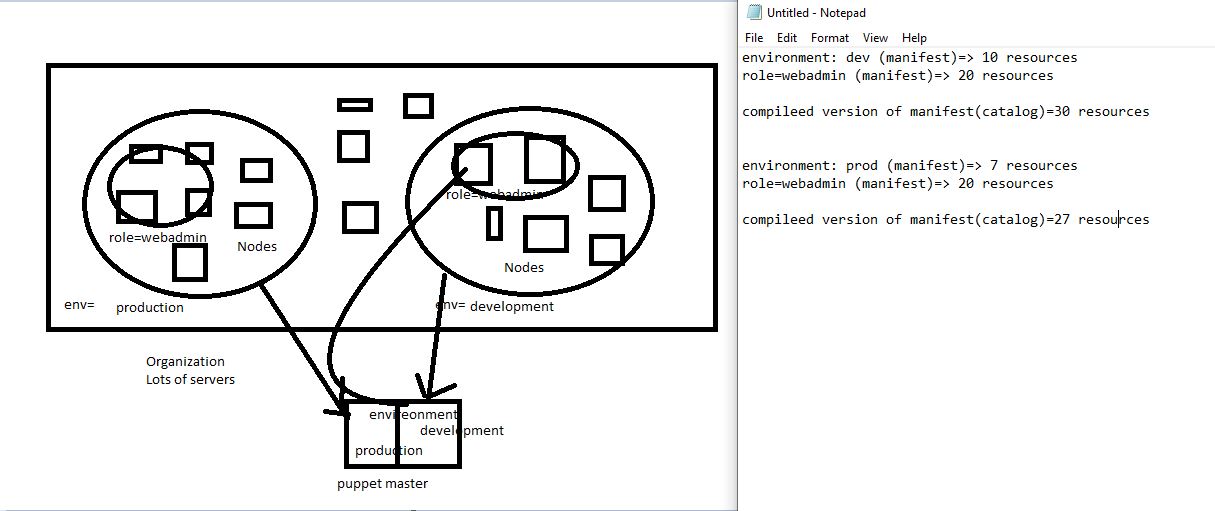 role=webadmin
role=webadmin
Nodes
Nodes
env= production
env= development
Organization
Lots of servers
envireonment
development
production
puppet master
Untitled - Notepad
File Edit Format View Help
environment: dev (manifest)=> 10 resources
role=webadmin (manifest)=> 20 resources
compileed version of manifest(catalog)=30 resources
environment: prod (manifest)=> 7 resources
role=webadmin (manifest)=> 20 resources
compileed version of manifest(catalog)=27 resources